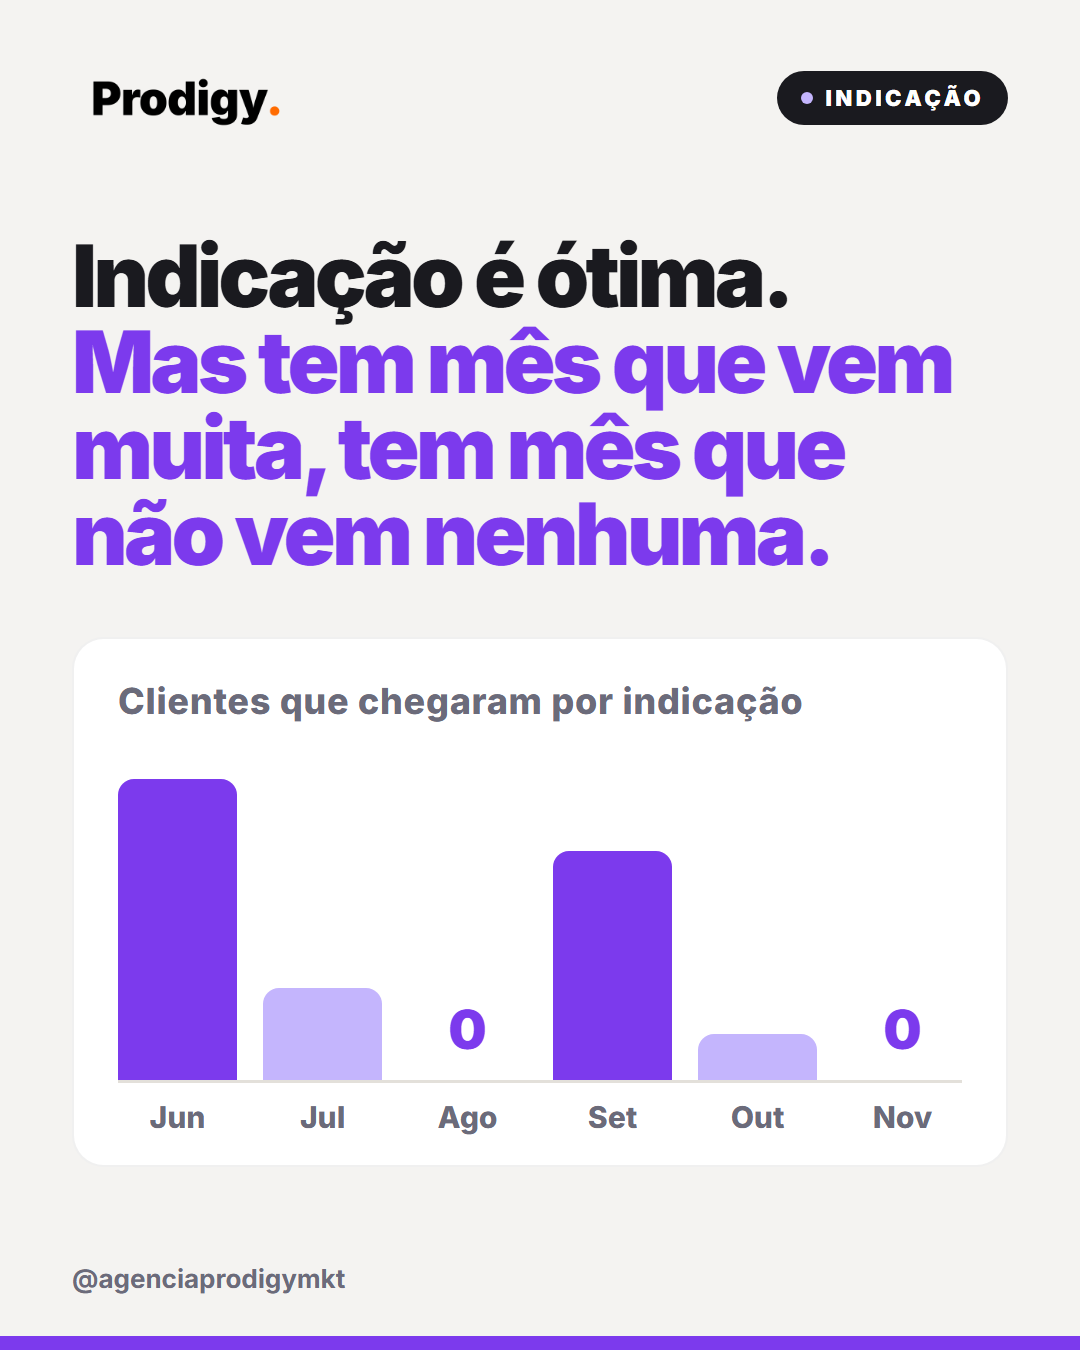 Prodigy.
INDICAÇÃO
Indicação é ótima.
Mas tem mês que vem
muita, tem mês que
não vem nenhuma.
Clientes que chegaram por indicação
0
0
Jun
Jul
Ago
Set
Out
Nov
@agenciaprodigymkt